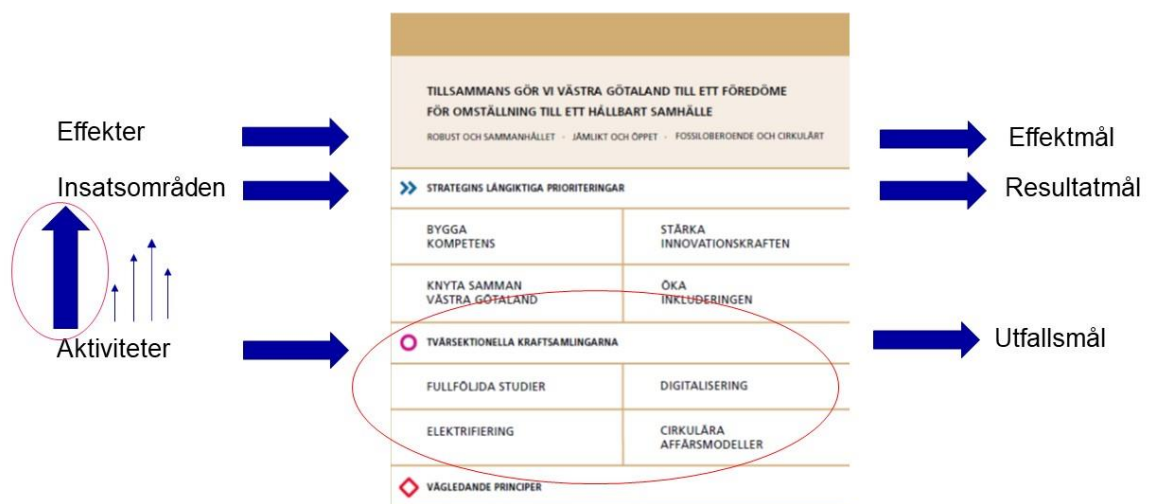 TILLSAMMANS GÖR VI VÄSTRA GÖTALAND TILL ETT FÖREDÖME
FÖR OMSTÄLLNING TILL ETT HÅLLBART SAMHÄLLE
ROBUST OCH SAMMANHÅLLET · JÄMLIKT OCH ÖPPET · FOSSILOBEROENDE OCH CIRKULÄRT
Effekter
Effektmål
Insatsområden
STRATEGINS LÅNGIKTIGA PRIORITERINGAR
Resultatmål
BYGGA
KOMPETENS
STÄRKA
INNOVATIONSKRAFTEN
KNYTA SAMMAN
VÄSTRA GÖTALAND
ÖKA
INKLUDERINGEN
Aktiviteter
TVÄRSEKTIONELLA KRAFTSAMLINGARNA
Utfallsmål
FULLFÖLJDA STUDIER
DIGITALISERING
ELEKTRIFIERING
CIRKULÄRA
AFFÄRSMODELLER
VÄGLEDANDE PRINCIPER